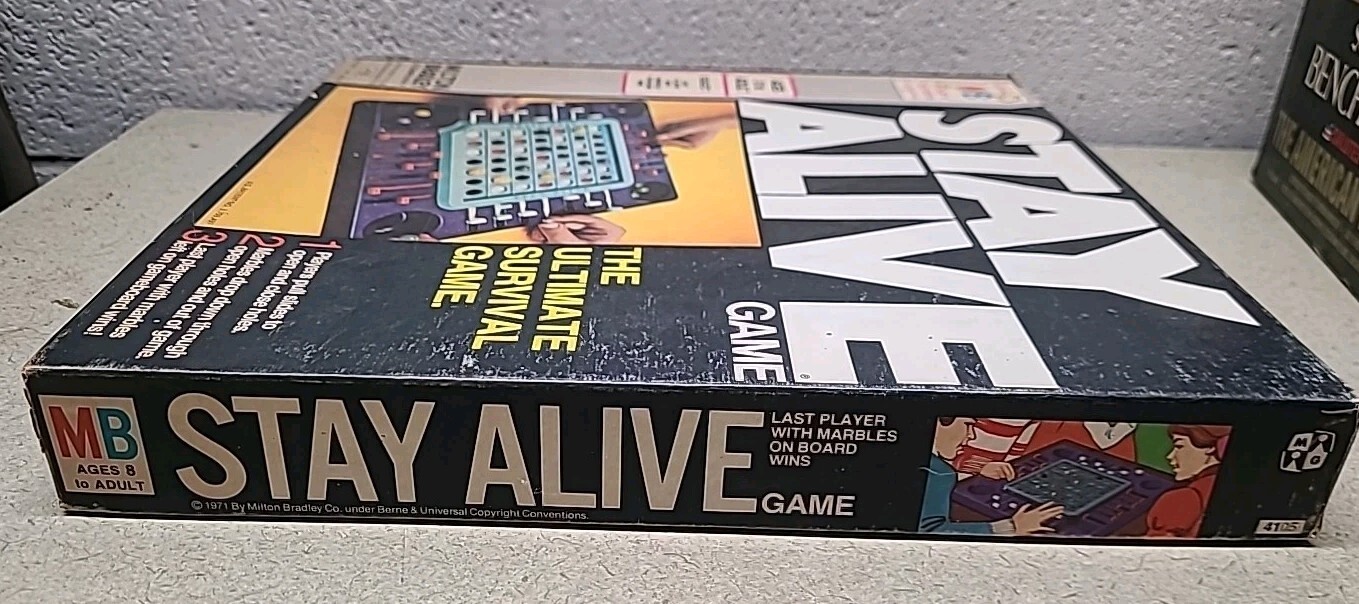 STAY
ALIVE
GAME
®
THE
ULTIMATE
SURVIVAL
GAME
1 Players pull slides to
open and close holes.
2 Marbles drop down through
open holes and out of game.
3 Last player with marbles
left on gameboard wins!
MB
AGES 8
to ADULT
STAY ALIVE
GAME
LAST PLAYER
WITH MARBLES
ON BOARD
WINS
© 1971 By Milton Bradley Co. under Berne & Universal Copyright Conventions.
4105
THE AMERICAN